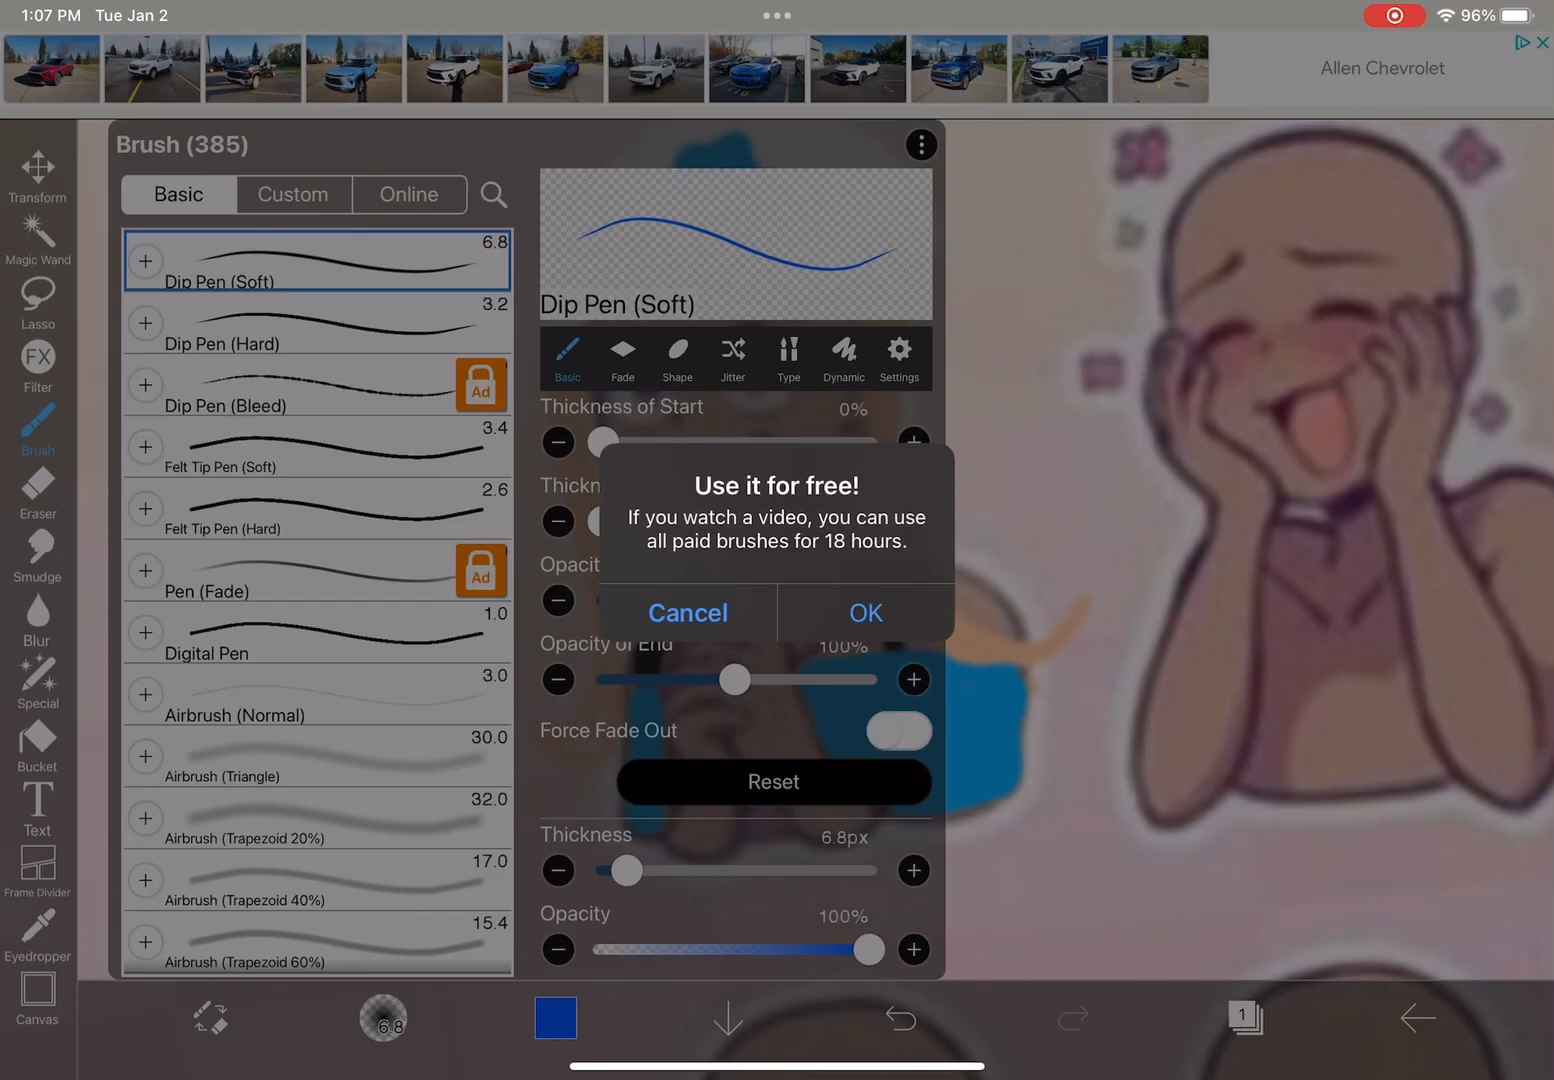 1:07 PM Tue Jan 2
96%
Allen Chevrolet
Brush (385)
Basic
Custom
Online
6.8
Dip Pen (Soft)
3.2
Dip Pen (Hard)
Ad
Dip Pen (Bleed)
3.4
Felt Tip Pen (Soft)
2.6
Felt Tip Pen (Hard)
Ad
Pen (Fade)
1.0
Digital Pen
3.0
Airbrush (Normal)
30.0
Airbrush (Triangle)
32.0
Airbrush (Trapezoid 20%)
17.0
Airbrush (Trapezoid 40%)
15.4
Airbrush (Trapezoid 60%)
Dip Pen (Soft)
Basic
Fade
Shape
Jitter
Type
Dynamic
Settings
Thickness of Start
0%
Thickn
Opacit
Use it for free!
If you watch a video, you can use
all paid brushes for 18 hours.
Cancel
OK
Opacity of End
100%
Force Fade Out
Reset
Thickness
6.8px
Opacity
100%
Transform
Magic Wand
Lasso
FX
Filter
Brush
Eraser
Smudge
Blur
Special
Bucket
T
Text
Frame Divider
Eyedropper
Canvas
6.8
1